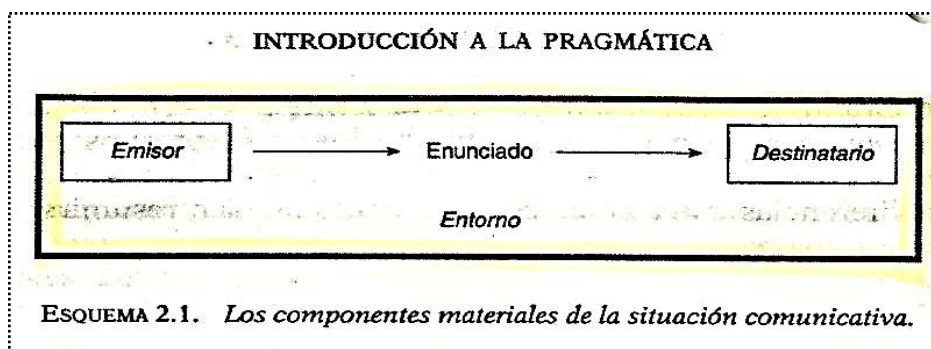 INTRODUCCIÓN A LA PRAGMÁTICA
Emisor Enunciado Destinatario
Entorno
ESQUEMA 2.1. Los componentes materiales de la situación comunicativa.